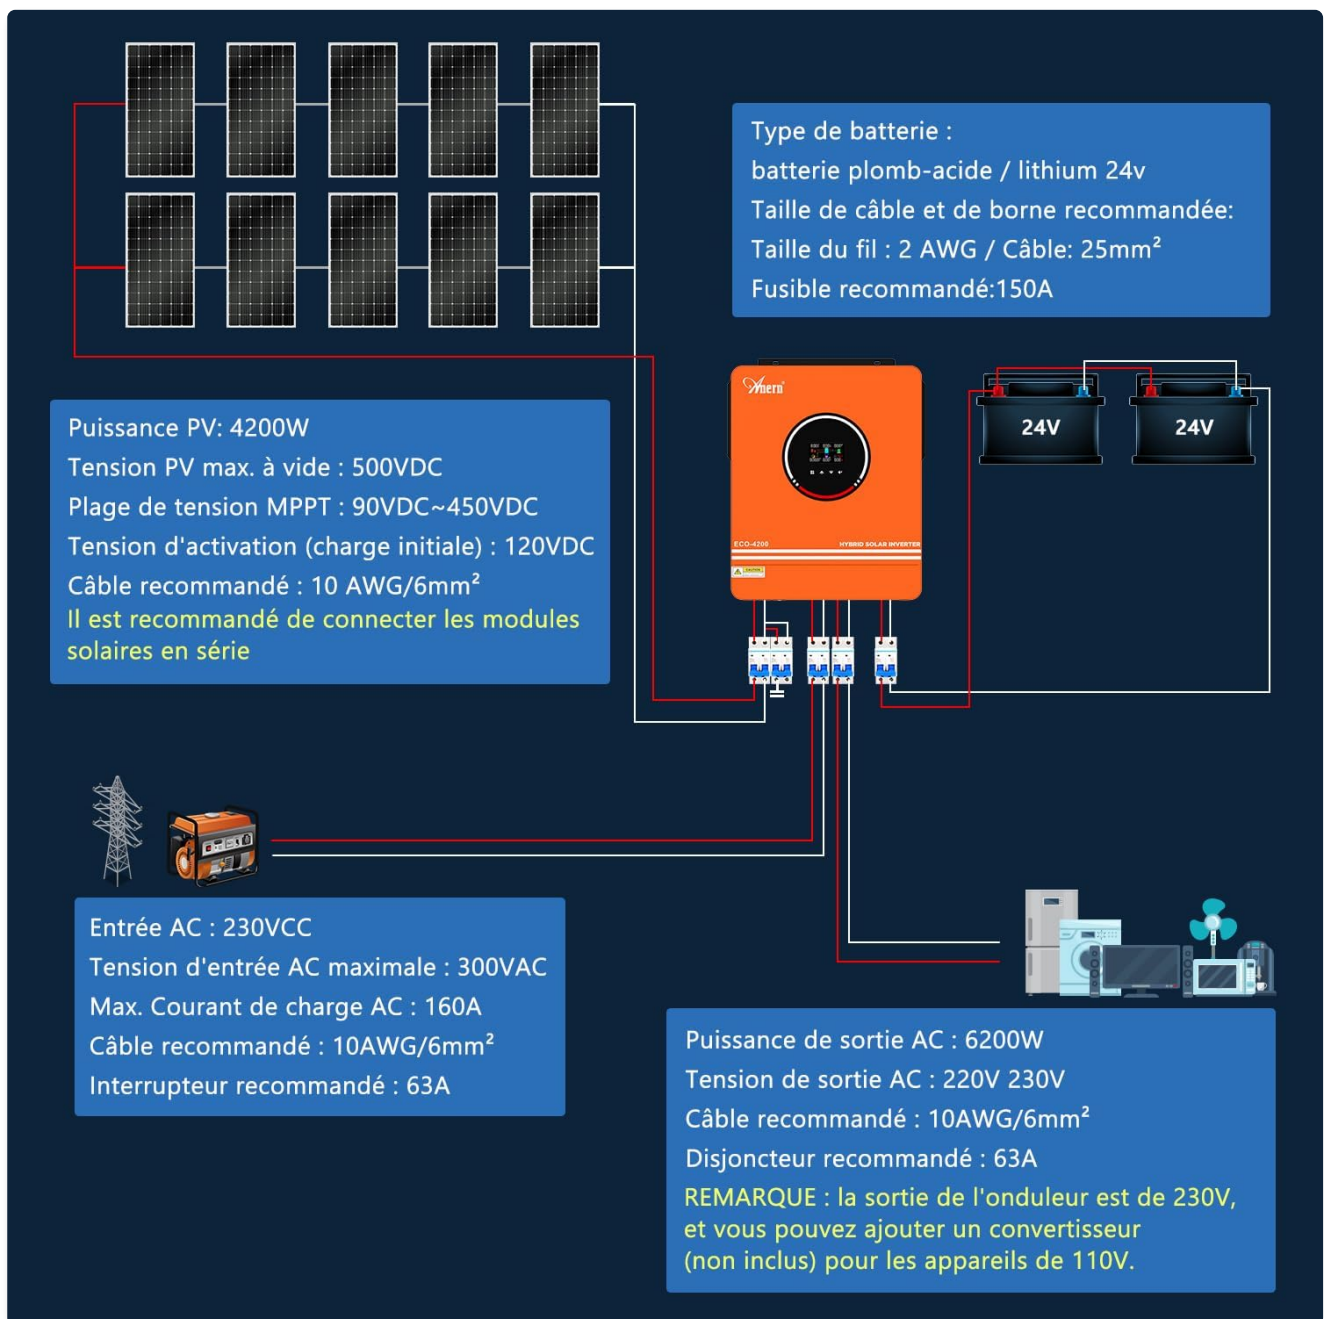 Type de batterie :
batterie plomb-acide / lithium 24v
Taille de câble et de borne recommandée:
Taille du fil : 2 AWG / Câble: 25mm²
Fusible recommandé:150A
Anern®
24V
24V
ECO-4200
HYBRID SOLAR INVERTER
CAUTION
Puissance PV: 4200W
Tension PV max. à vide : 500VDC
Plage de tension MPPT : 90VDC~450VDC
Tension d'activation (charge initiale) : 120VDC
Câble recommandé : 10 AWG/6mm²
Il est recommandé de connecter les modules
solaires en série
Entrée AC : 230VCC
Tension d'entrée AC maximale : 300VAC
Max. Courant de charge AC : 160A
Câble recommandé : 10AWG/6mm²
Interrupteur recommandé : 63A
Puissance de sortie AC : 6200W
Tension de sortie AC : 220V 230V
Câble recommandé : 10AWG/6mm²
Disjoncteur recommandé : 63A
REMARQUE : la sortie de l'onduleur est de 230V,
et vous pouvez ajouter un convertisseur
(non inclus) pour les appareils de 110V.